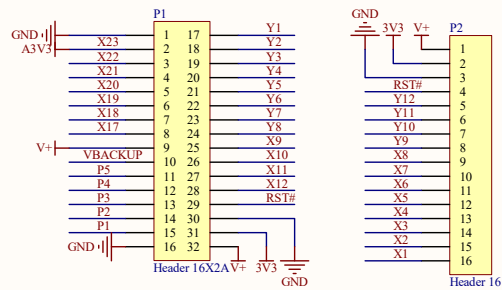 P1
GND 1 17 Y1
A3V3 X23 2 18 Y2
X22 3 19 Y3
X21 4 20 Y4
X20 5 21 Y5
X19 6 22 Y6
X18 7 23 Y7
X17 8 24 Y8
V+ 9 25 X9
VBACKUP 10 26 X10
P5 11 27 X11
P4 12 28 X12
P3 13 29 RST#
P2 14 30
P1 15 31
GND 16 32
Header 16X2A
V+ 3V3
GND
GND 3V3 V+ P2
1
2
3
RST# 4
Y12 5
Y11 6
Y10 7
Y9 8
X8 9
X7 10
X6 11
X5 12
X4 13
X3 14
X2 15
X1 16
Header 16